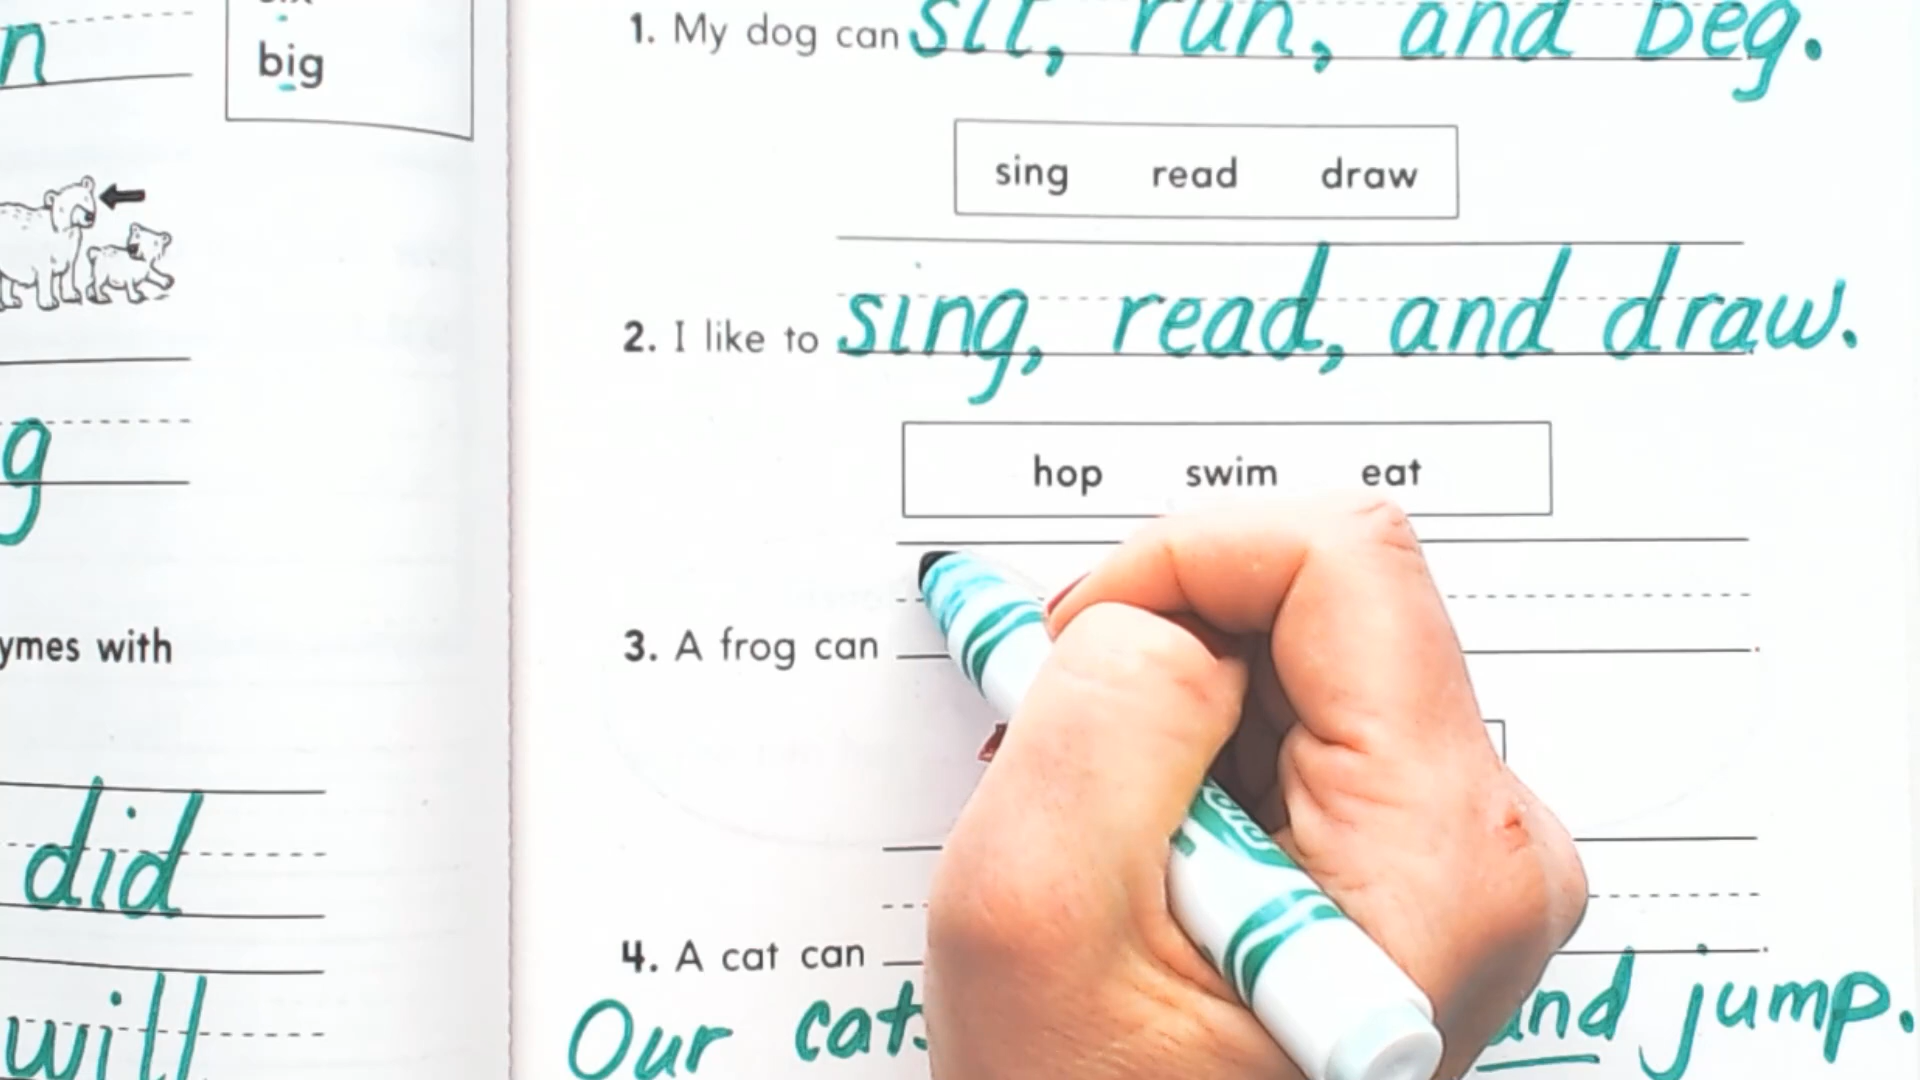 n
big
g
ymes with
did
will
1. My dog can sit, run, and beg.
sing read draw
2. I like to sing, read, and draw.
hop swim eat
3. A frog can
4. A cat can
Our cat and jump.